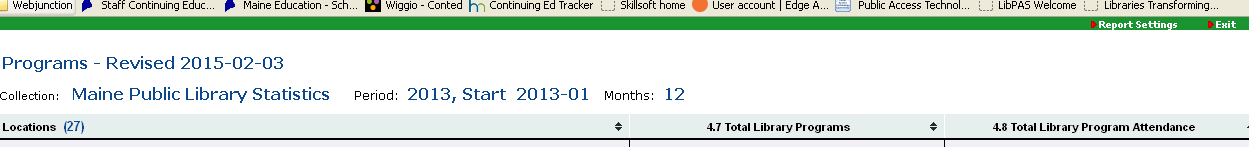 Webjunction Staff Continuing Educ... Maine Education - Sch... Wiggio - Conted Continuing Ed Tracker Skillsoft home User account | Edge A... Public Access Technol... LibPAS Welcome Libraries Transforming...
Report Settings Exit
Programs - Revised 2015-02-03
Collection: Maine Public Library Statistics Period: 2013, Start 2013-01 Months: 12
Locations (27) 4.7 Total Library Programs 4.8 Total Library Program Attendance